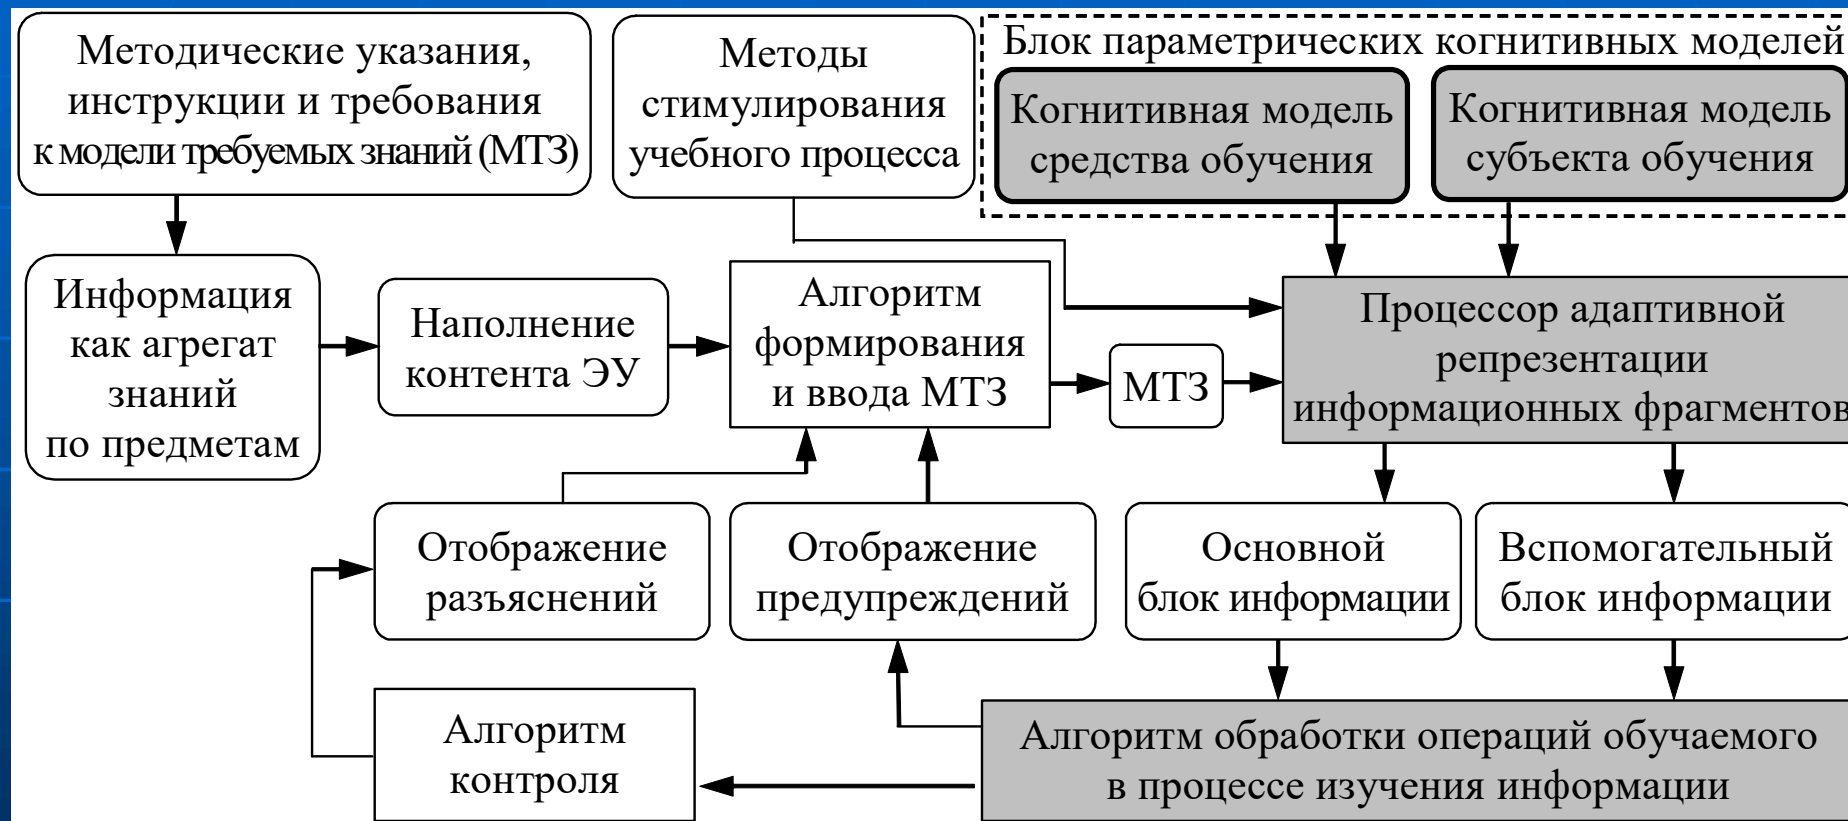 Методические указания,
инструкции и требования
к модели требуемых знаний (МТЗ)
Методы
стимулирования
учебного процесса
Блок параметрических когнитивных моделей
Когнитивная модель
средства обучения
Когнитивная модель
субъекта обучения
Информация
как агрегат
знаний
по предметам
Наполнение
контента ЭУ
Алгоритм
формирования
и ввода МТЗ
МТЗ
Процессор адаптивной
репрезентации
информационных фрагментов
Отображение
разъяснений
Отображение
предупреждений
Основной
блок информации
Вспомогательный
блок информации
Алгоритм
контроля
Алгоритм обработки операций обучаемого
в процессе изучения информации